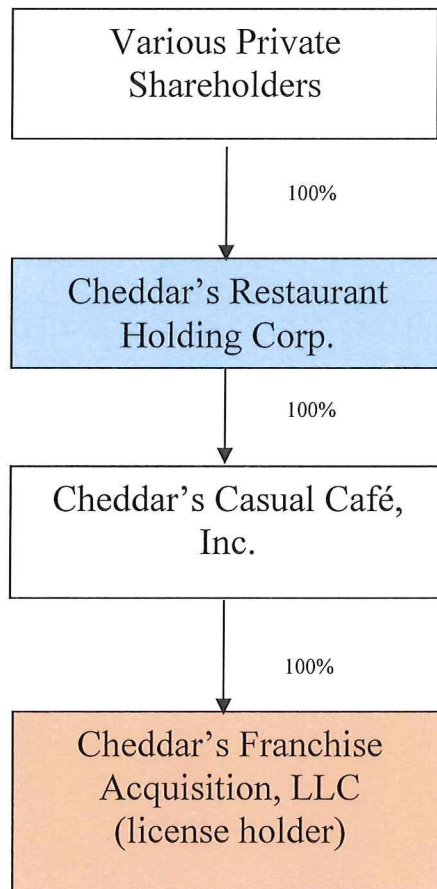 Various Private
Shareholders
100%
Cheddar's Restaurant
Holding Corp.
100%
Cheddar's Casual Café,
Inc.
100%
Cheddar's Franchise
Acquisition, LLC
(license holder)